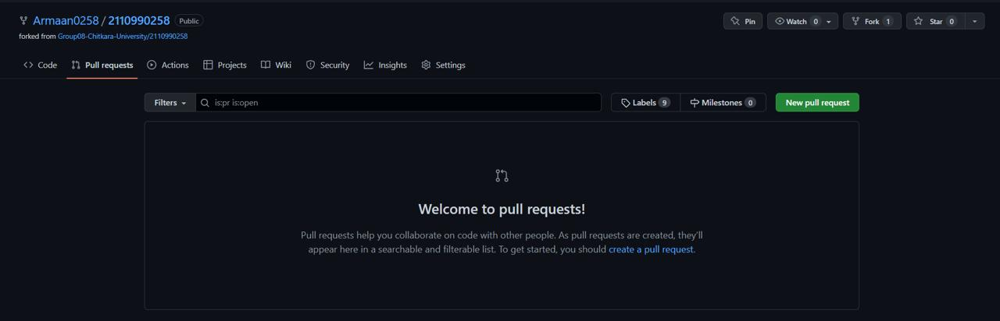 Armaan0258 / 2110990258 Public
Pin
Watch 0
Fork 1
Star 0
forked from Group08-Chitkara-University/2110990258
Code
Pull requests
Actions
Projects
Wiki
Security
Insights
Settings
Filters
is:pr is:open
Labels 9
Milestones 0
New pull request
Welcome to pull requests!
Pull requests help you collaborate on code with other people. As pull requests are created, they'll
appear here in a searchable and filterable list. To get started, you should create a pull request.